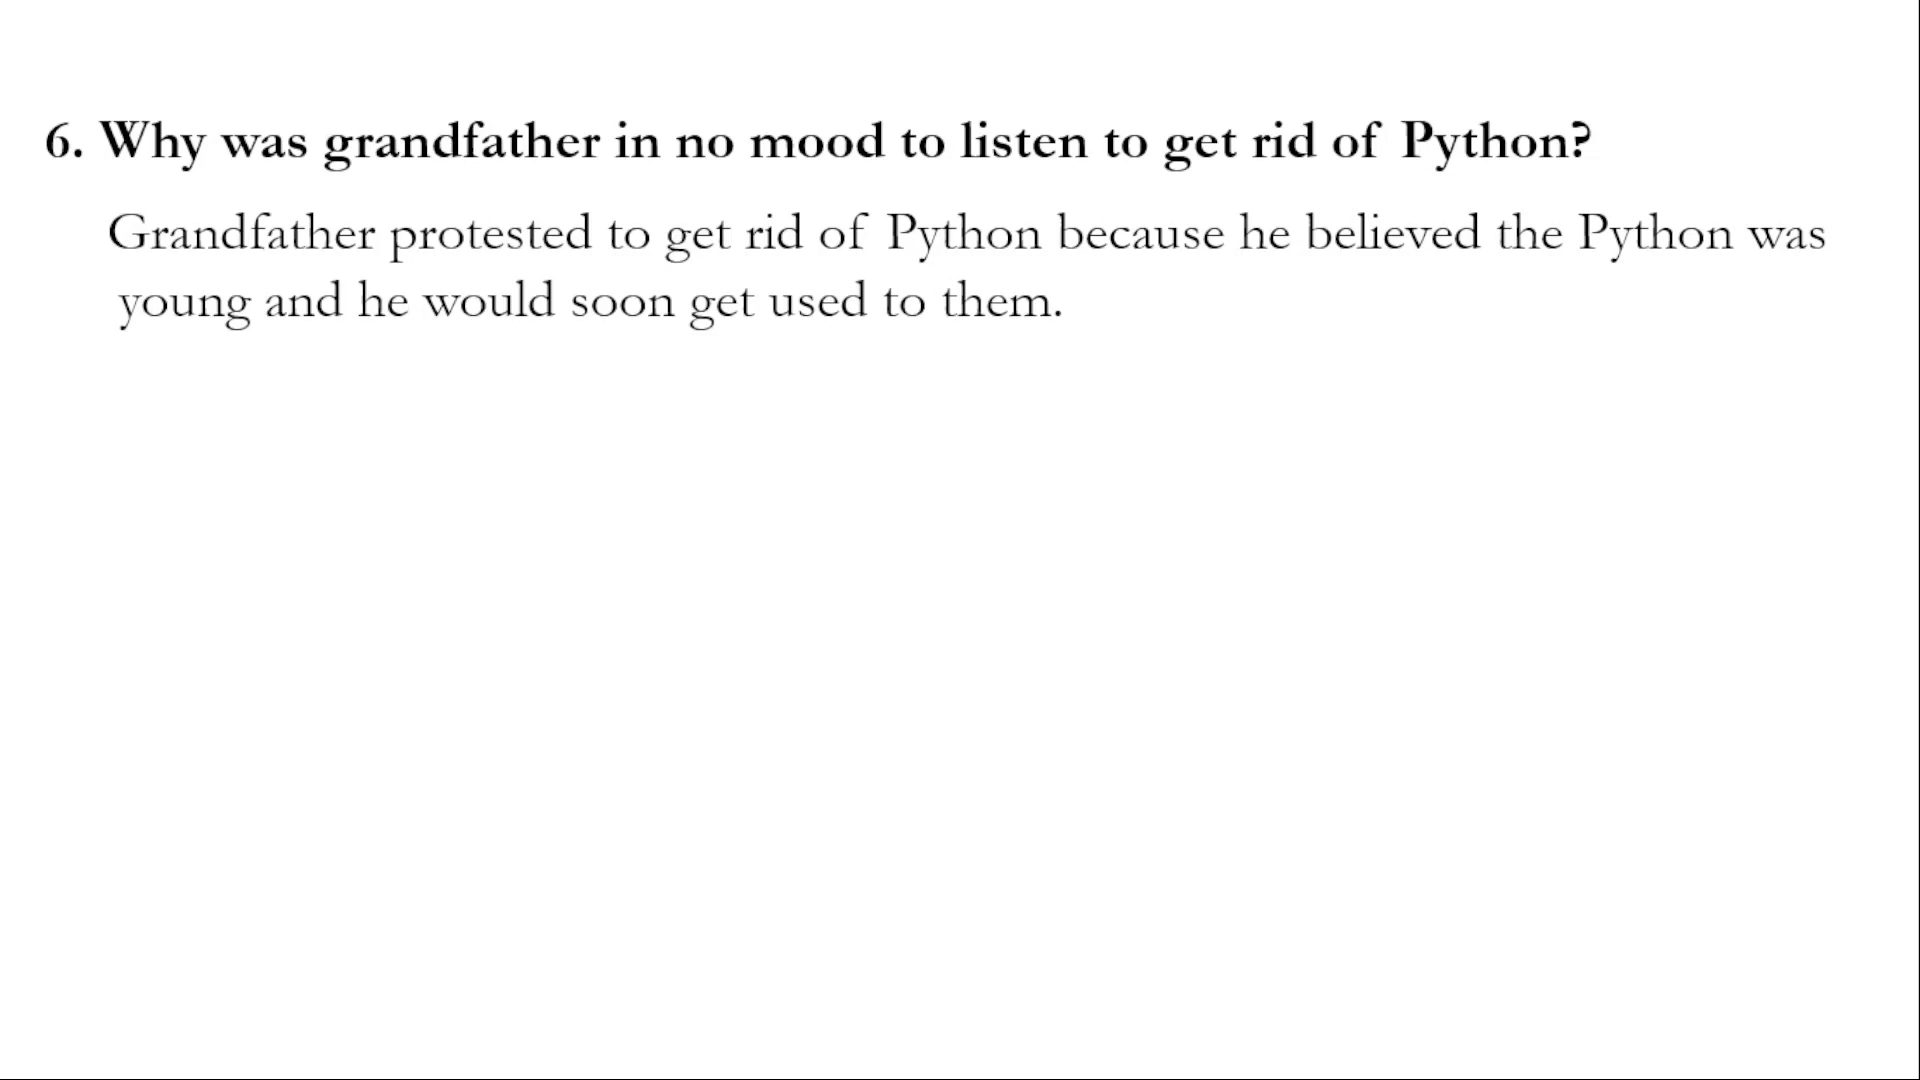 6. Why was grandfather in no mood to listen to get rid of Python?
Grandfather protested to get rid of Python because he believed the Python was
young and he would soon get used to them.